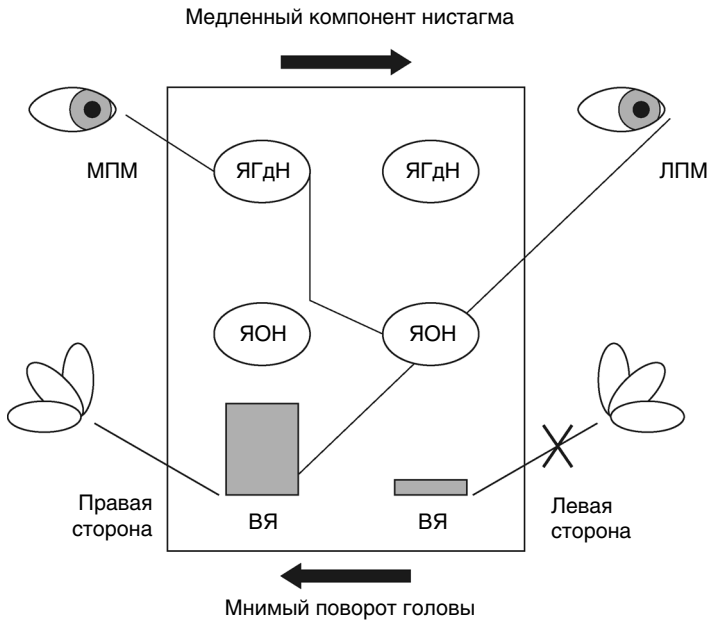 Медленный компонент нистагма
МПМ
ЯГдН
ЯГдН
ЛПМ
ЯОН
ЯОН
Правая
сторона
ВЯ
ВЯ
Левая
сторона
Мнимый поворот головы